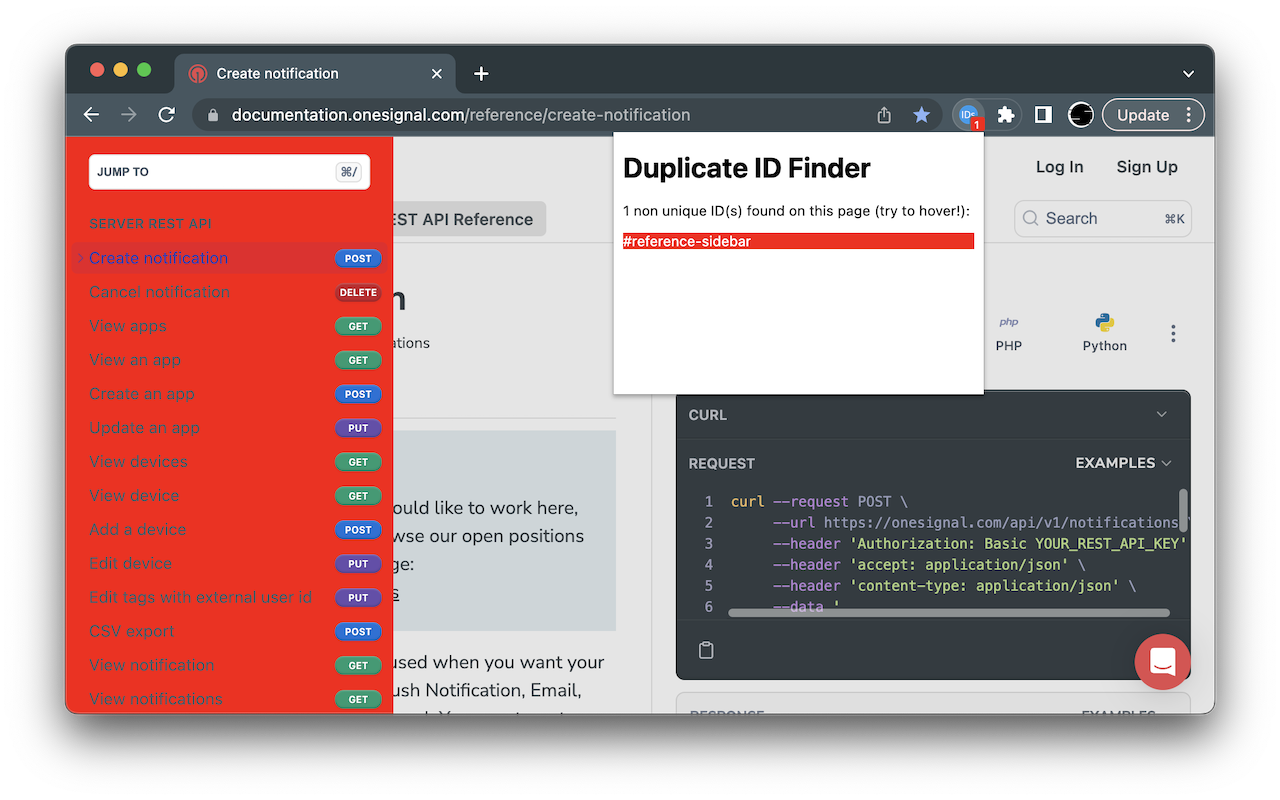 Create notification
documentation.onesignal.com/reference/create-notification
IDs
1
Update
JUMP TO
⌘/
SERVER REST API
Create notification POST
Cancel notification DELETE
View apps GET
View an app GET
Create an app POST
Update an app PUT
View devices GET
View device GET
Add a device POST
Edit device PUT
Edit tags with external user id PUT
CSV export POST
View notification GET
View notifications GET
EST API Reference
Duplicate ID Finder
1 non unique ID(s) found on this page (try to hover!):
#reference-sidebar
Log In Sign Up
Search ⌘K
n
ations
php
PHP
Python
ould like to work here,
wse our open positions
ge:
s
used when you want your
ush Notification, Email,
CURL
REQUEST EXAMPLES
1 curl --request POST \
2 --url https://onesignal.com/api/v1/notifications \
3 --header 'Authorization: Basic YOUR_REST_API_KEY'
4 --header 'accept: application/json' \
5 --header 'content-type: application/json' \
6 --data '
RESPONSE EXAMPLES